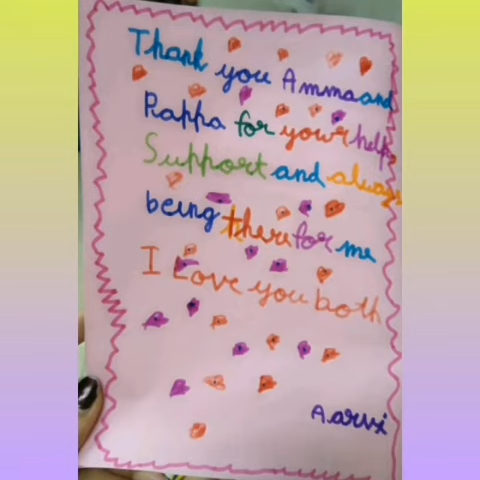 Thank you Amma and
Pappa for your help,
Support and always
being there for me
I Love you both
Aarvi